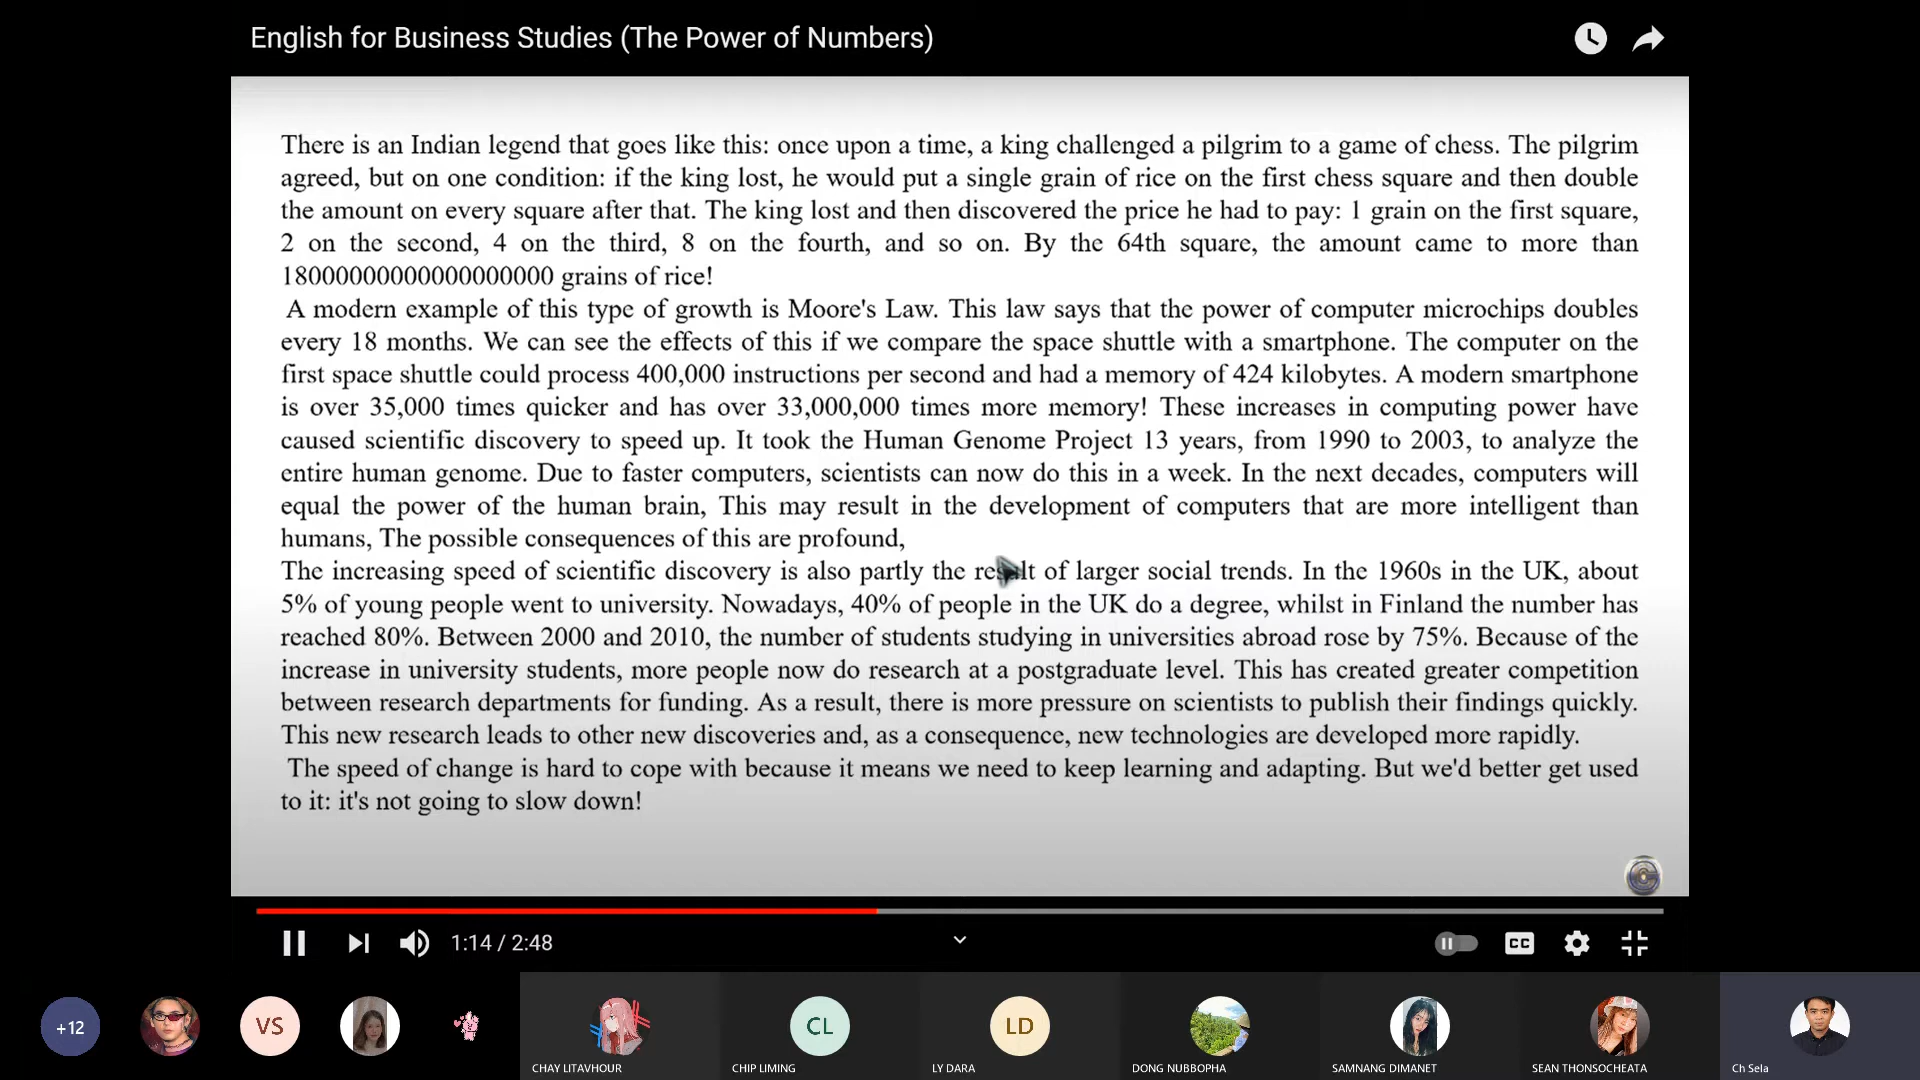 English for Business Studies (The Power of Numbers)
There is an Indian legend that goes like this: once upon a time, a king challenged a pilgrim to a game of chess. The pilgrim
agreed, but on one condition: if the king lost, he would put a single grain of rice on the first chess square and then double
the amount on every square after that. The king lost and then discovered the price he had to pay: 1 grain on the first square,
2 on the second, 4 on the third, 8 on the fourth, and so on. By the 64th square, the amount came to more than
18000000000000000000 grains of rice!
A modern example of this type of growth is Moore's Law. This law says that the power of computer microchips doubles
every 18 months. We can see the effects of this if we compare the space shuttle with a smartphone. The computer on the
first space shuttle could process 400,000 instructions per second and had a memory of 424 kilobytes. A modern smartphone
is over 35,000 times quicker and has over 33,000,000 times more memory! These increases in computing power have
caused scientific discovery to speed up. It took the Human Genome Project 13 years, from 1990 to 2003, to analyze the
entire human genome. Due to faster computers, scientists can now do this in a week. In the next decades, computers will
equal the power of the human brain, This may result in the development of computers that are more intelligent than
humans, The possible consequences of this are profound,
The increasing speed of scientific discovery is also partly the result of larger social trends. In the 1960s in the UK, about
5% of young people went to university. Nowadays, 40% of people in the UK do a degree, whilst in Finland the number has
reached 80%. Between 2000 and 2010, the number of students studying in universities abroad rose by 75%. Because of the
increase in university students, more people now do research at a postgraduate level. This has created greater competition
between research departments for funding. As a result, there is more pressure on scientists to publish their findings quickly.
This new research leads to other new discoveries and, as a consequence, new technologies are developed more rapidly.
The speed of change is hard to cope with because it means we need to keep learning and adapting. But we'd better get used
to it: it's not going to slow down!
1:14 / 2:48
CC
+12
VS
CL
LD
CHAY LITAVHOUR
CHIP LIMING
LY DARA
DONG NUBBOPHA
SAMNANG DIMANET
SEAN THONSOCHEATA
Ch Sela